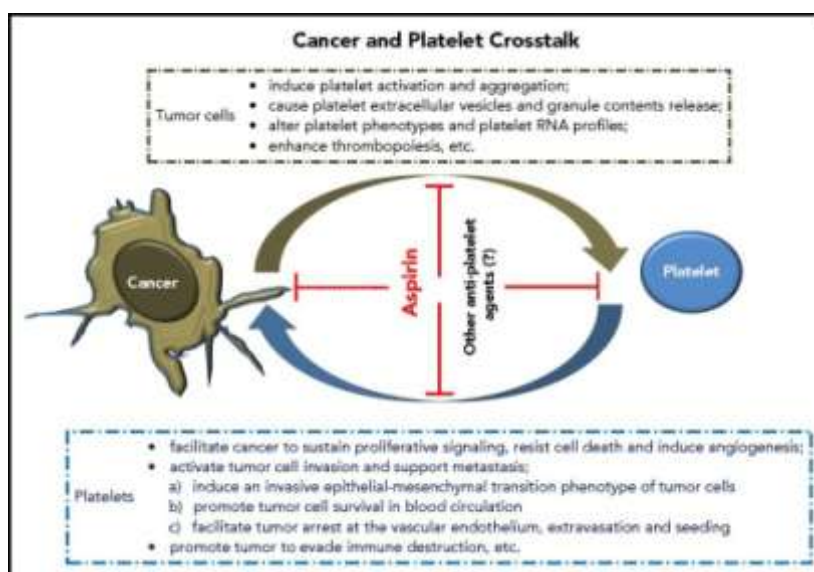 Cancer and Platelet Crosstalk
Tumor cells
• induce platelet activation and aggregation;
• cause platelet extracellular vesicles and granule contents release;
• alter platelet phenotypes and platelet RNA profiles;
• enhance thrombopoiesis, etc.
Cancer
Aspirin
Other anti-platelet
agents (?)
Platelet
Platelets
• facilitate cancer to sustain proliferative signaling, resist cell death and induce angiogenesis;
• activate tumor cell invasion and support metastasis;
a) induce an invasive epithelial-mesenchymal transition phenotype of tumor cells
b) promote tumor cell survival in blood circulation
c) facilitate tumor arrest at the vascular endothelium, extravasation and seeding
• promote tumor to evade immune destruction, etc.